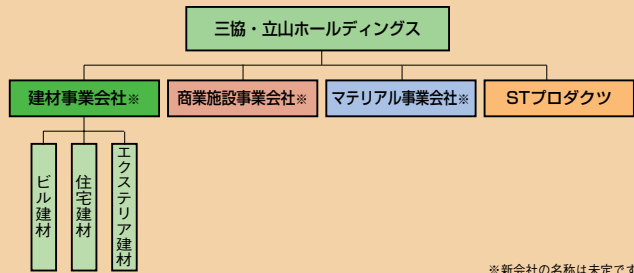 三協・立山ホールディングス
建材事業会社※
商業施設事業会社※
マテリアル事業会社※
STプロダクツ
ビル建材
住宅建材
エクステリア建材
※新会社の名称は未定です